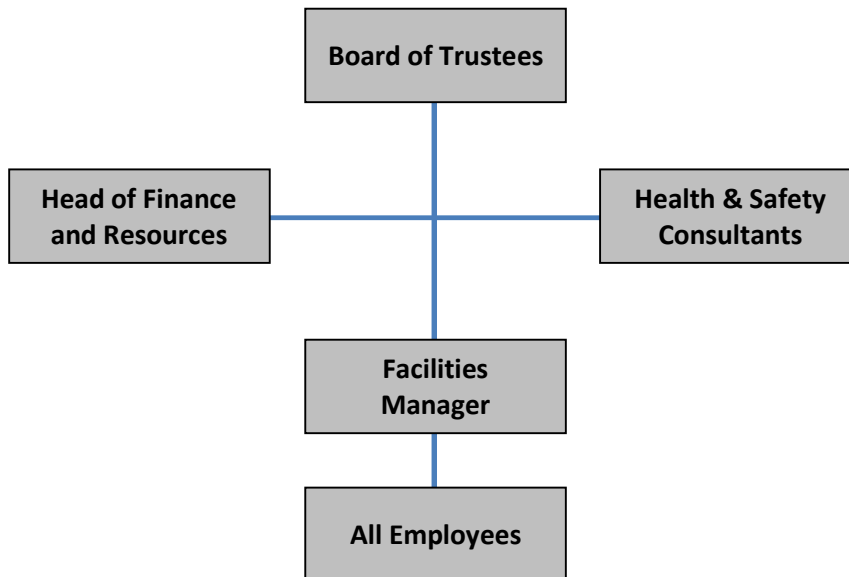 Board of Trustees
Head of Finance
and Resources
Health & Safety
Consultants
Facilities
Manager
All Employees